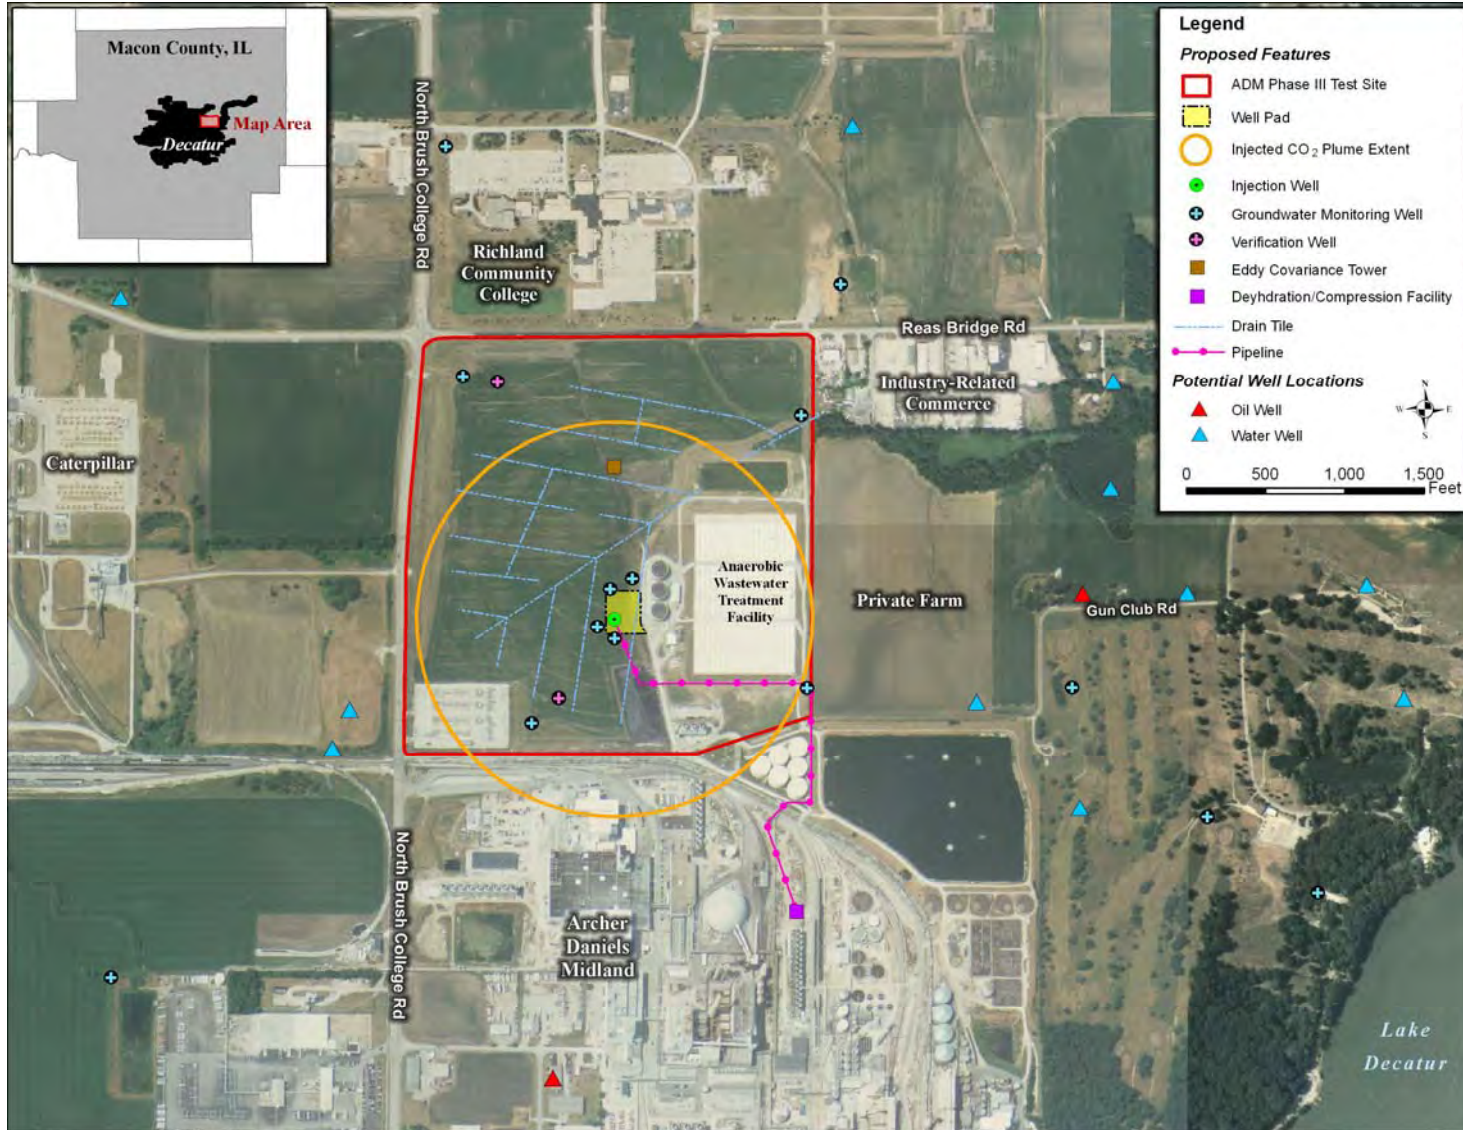 Macon County, IL
Map Area
Decatur
Legend
Proposed Features
ADM Phase III Test Site
Well Pad
Injected CO2 Plume Extent
Injection Well
Groundwater Monitoring Well
Verification Well
Eddy Covariance Tower
Deyhdration/Compression Facility
Drain Tile
Pipeline
Potential Well Locations
Oil Well
Water Well
N
W
E
S
0 500 1,000 1,500
Feet
North Brush College Rd
Richland
Community
College
Reas Bridge Rd
Industry-Related
Commerce
Caterpillar
Anaerobic
Wastewater
Treatment
Facility
Private Farm
Gun Club Rd
North Brush College Rd
Archer
Daniels
Midland
Lake
Decatur